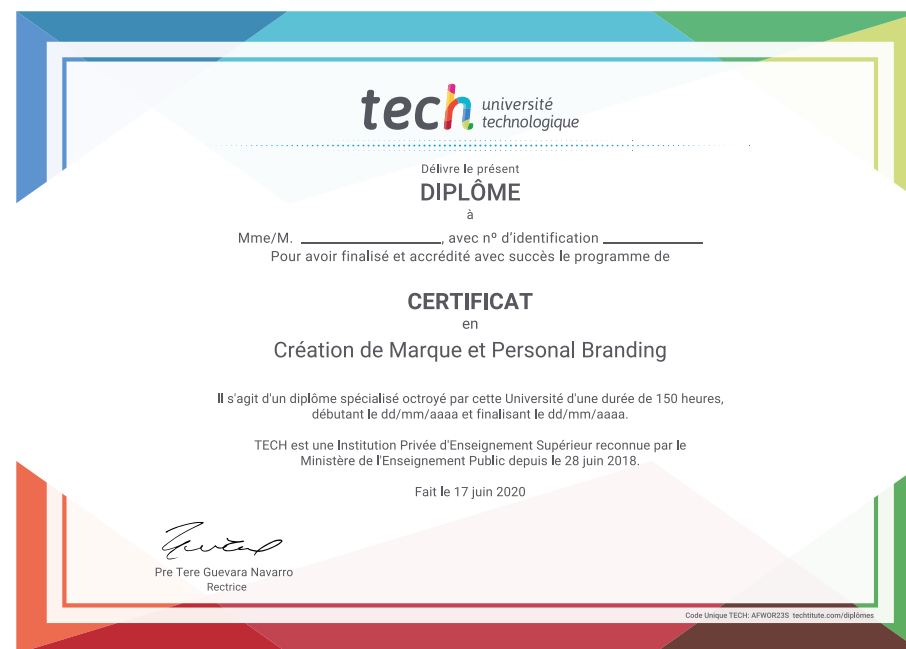 tech université
technologique
Délivre le présent
DIPLÔME
à
Mme/M. ____________________, avec nº d'identification ______________
Pour avoir finalisé et accrédité avec succès le programme de
CERTIFICAT
en
Création de Marque et Personal Branding
Il s'agit d'un diplôme spécialisé octroyé par cette Université d'une durée de 150 heures,
débutant le dd/mm/aaaa et finalisant le dd/mm/aaaa.
TECH est une Institution Privée d'Enseignement Supérieur reconnue par le
Ministère de l'Enseignement Public depuis le 28 juin 2018.
Fait le 17 juin 2020
Pre Tere Guevara Navarro
Rectrice
Code Unique TECH: AFWOR23S techtitute.com/diplômes